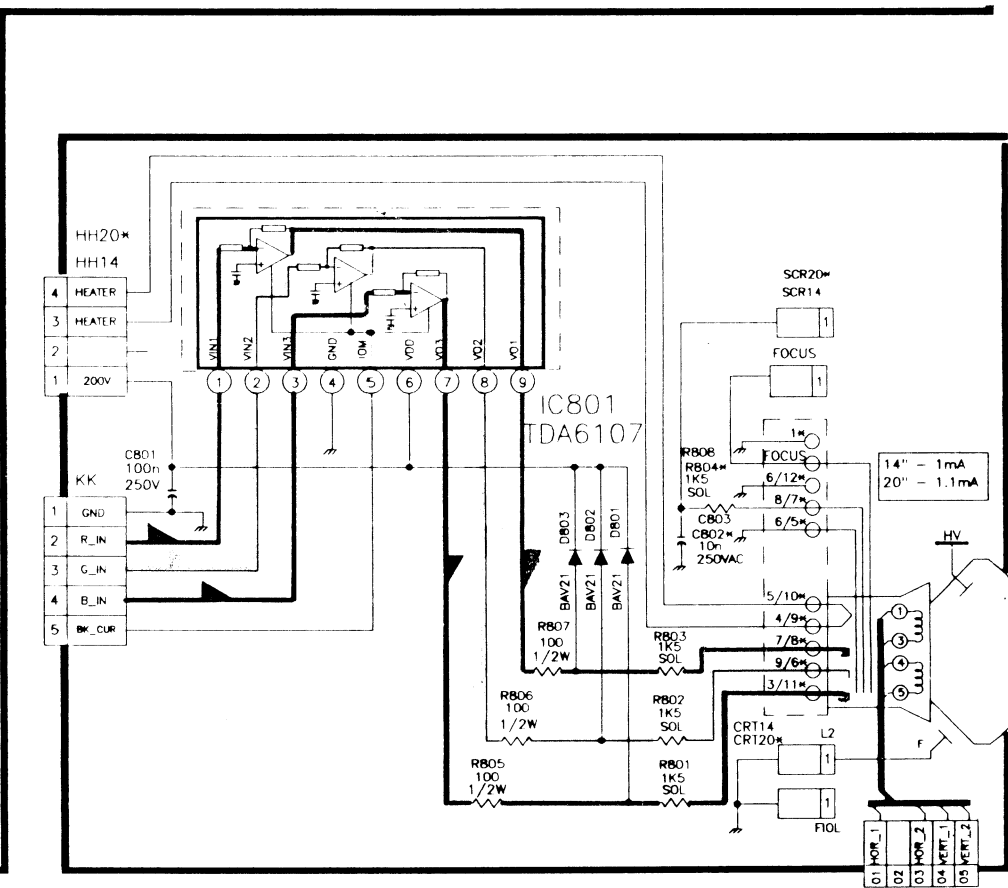 HH20*
HH14
4 HEATER
3 HEATER
2
1 200V
VIN1
VIN2
VIN3
GND
IOM
VDD
VO3
VO2
VO1
1 2 3 4 5 6 7 8 9
IC801
TDA6107
C801
100n
250V
KK
1 GND
2 R_IN
3 G_IN
4 B_IN
5 BK_CUR
D803
D802
D801
BAV21
BAV21
BAV21
R807
100
1/2W
R806
100
1/2W
R805
100
1/2W
R803
1K5
SOL
R802
1K5
SOL
R801
1K5
SOL
SCR20*
SCR14
1
FOCUS
1
R808
R804*
1K5
SOL
C803
C802*
10n
250VAC
1*
FOCUS
6/12*
8/7*
6/5*
5/10*
4/9*
7/8*
9/6*
3/11*
14" - 1mA
20" - 1.1mA
HV
1
3
4
5
F
CRT14
CRT20*
L2
1
1
F10L
01 HOR_1
02
03 HOR_2
04 VERT_1
05 VERT_2